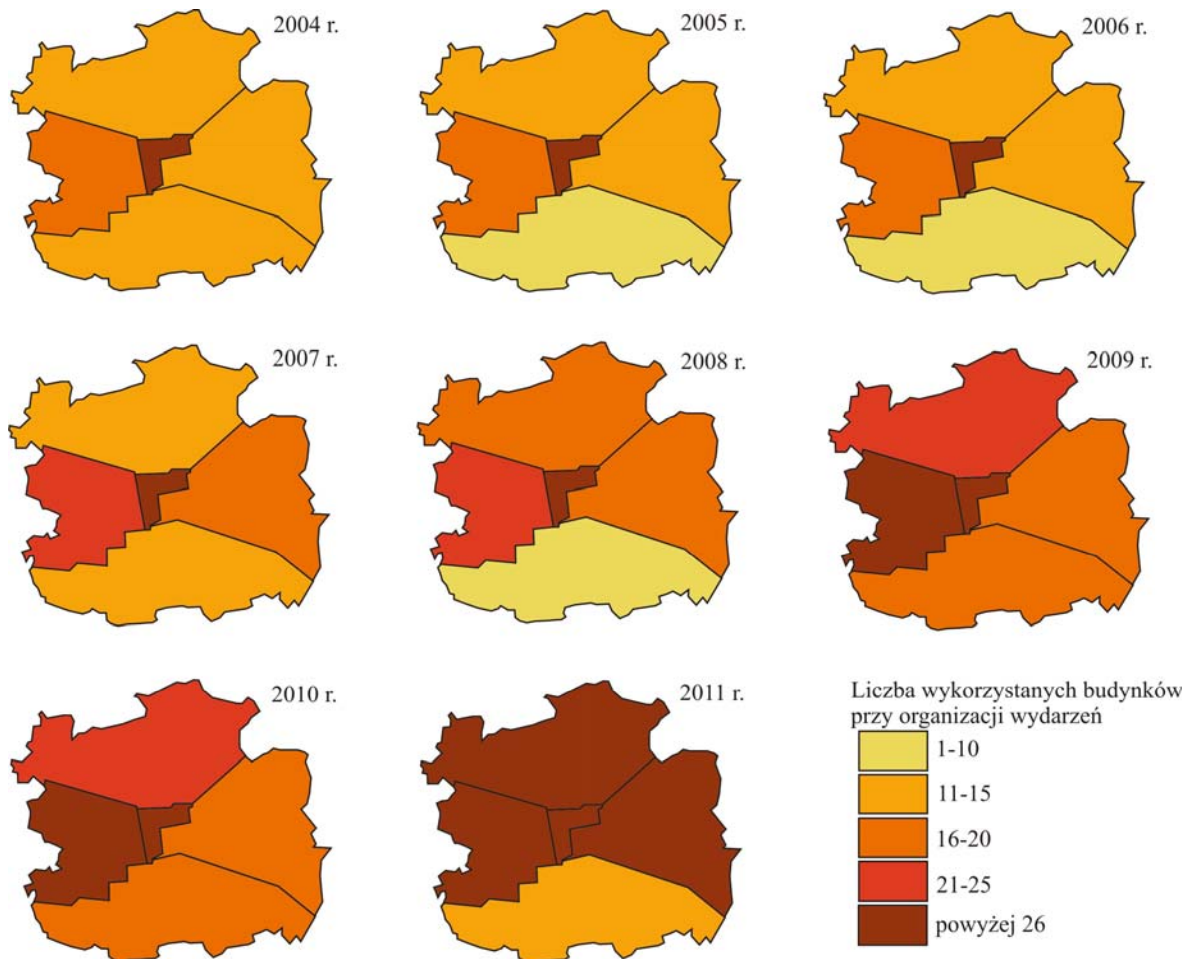 2004 r.
2005 r.
2006 r.
2007 r.
2008 r.
2009 r.
2010 r.
2011 r.
Liczba wykorzystanych budynków
przy organizacji wydarzeń
1-10
11-15
16-20
21-25
powyżej 26